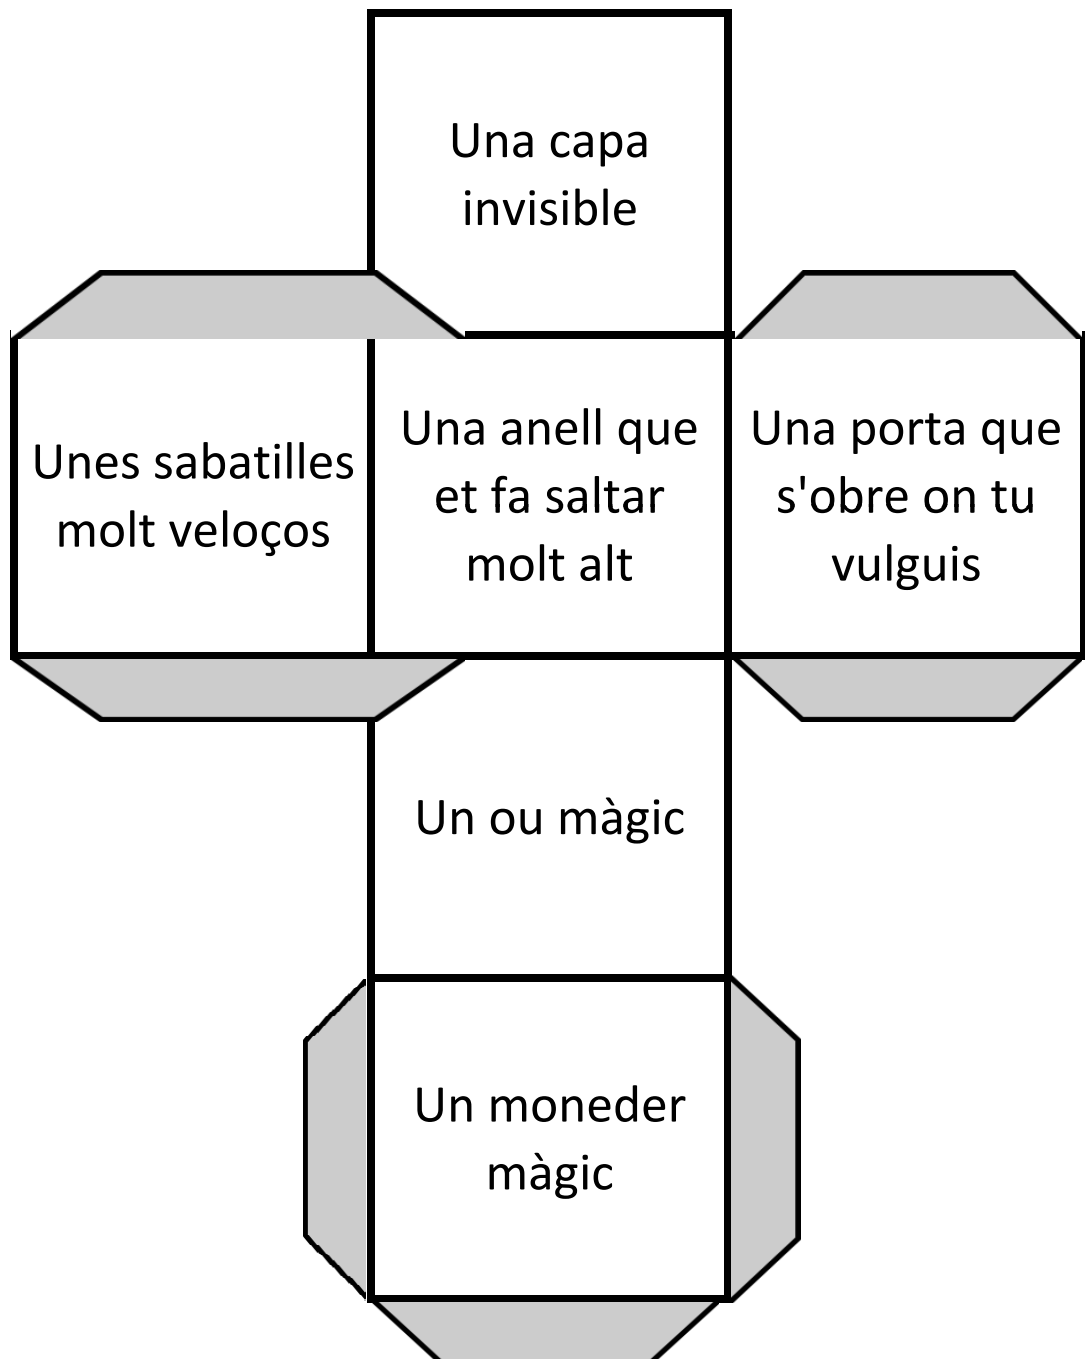 Una capa
invisible
Unes sabatilles
molt veloços
Una anell que
et fa saltar
molt alt
Una porta que
s'obre on tu
vulguis
Un ou màgic
Un moneder
màgic